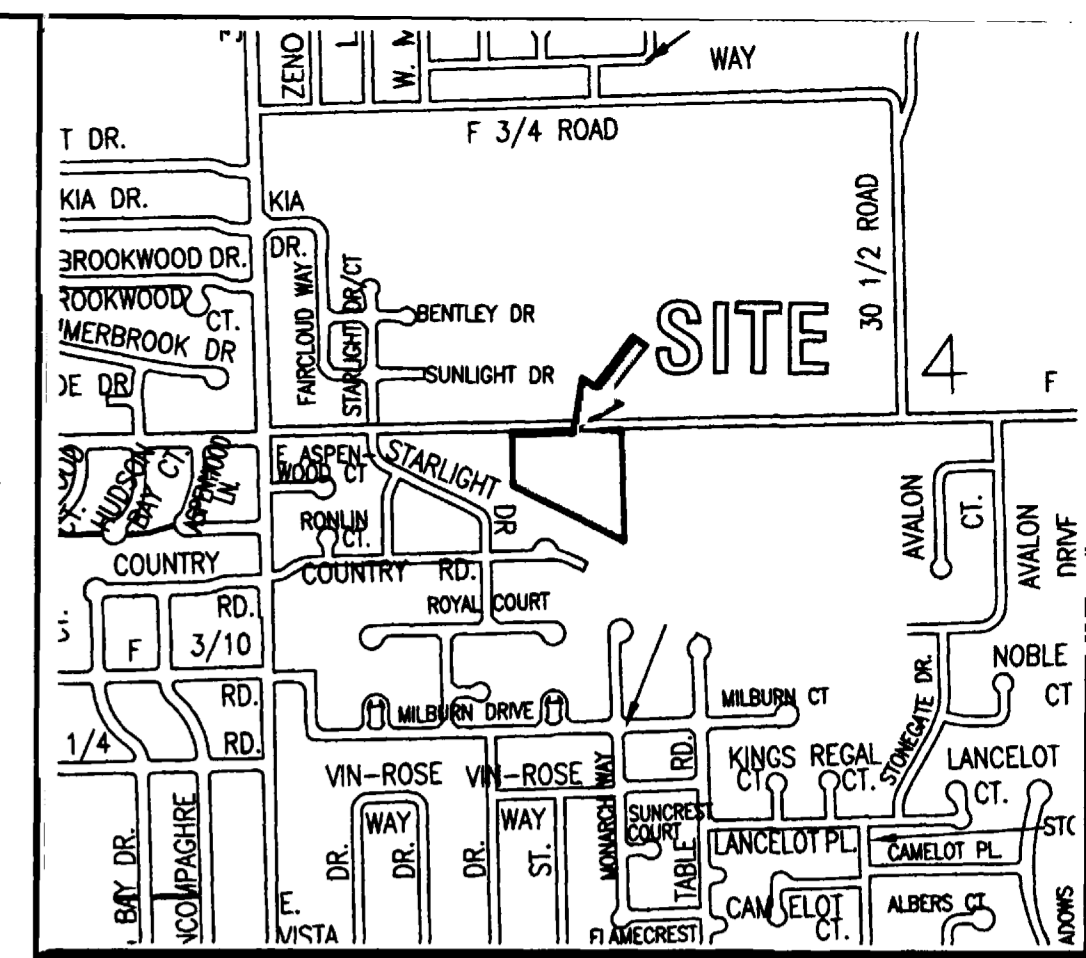 ZENO
L
W. M
WAY
F 3/4 ROAD
T DR.
KIA DR.
KIA
DR.
BROOKWOOD DR.
ROOKWOOD
CT.
MERBROOK DR
DE DR
FAIRCLOUD WAY
STARLIGHT DR/CT
BENTLEY DR
SUNLIGHT DR
SITE
30 1/2 ROAD
4
F
HUDSON
BAY CT.
ASPENWOOD
LN.
E ASPEN-
WOOD CT
STARLIGHT
DR
RONLIN
CT.
COUNTRY
RD.
COUNTRY RD.
ROYAL COURT
AVALON
CT.
AVALON
DRIVE
F 3/10
RD.
1/4
RD.
MILBURN DRIVE
MILBURN CT
NOBLE
CT
STONEGATE DR.
KINGS REGAL
CT.
CT.
LANCELOT
CT.
VIN-ROSE
WAY
VIN-ROSE
WAY
MONARCH WAY
RD.
SUNCREST
COURT
TABLE
LANCELOT PL.
CAMELOT PL
STO
BAY DR.
NCOMPAGHRE
E.
VISTA
DR.
DR.
DR.
ST.
FLAMECREST
CAMELOT
CT.
ALBERS CT
ADOWS